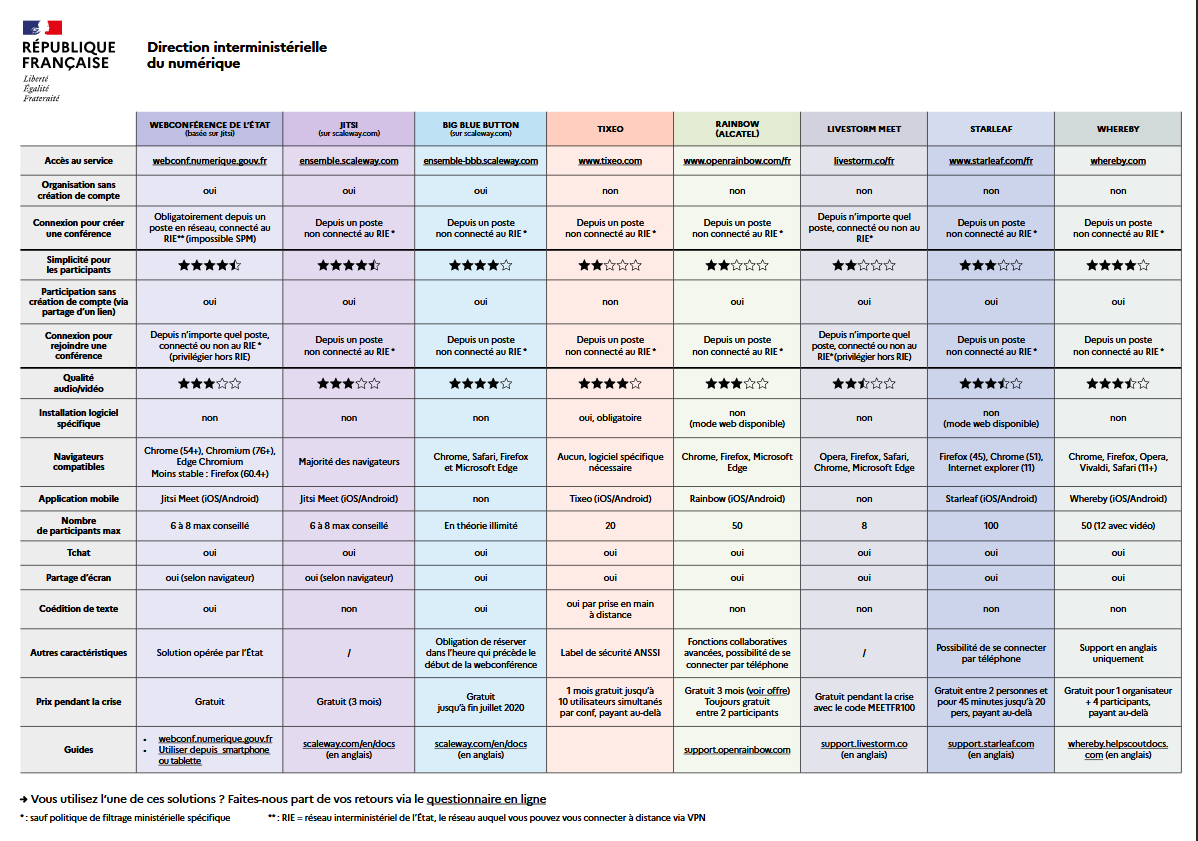 RÉPUBLIQUE
FRANÇAISE
Liberté
Égalité
Fraternité
Direction interministérielle
du numérique
WEBCONFÉRENCE DE L'ÉTAT
(basée sur Jitsi)
JITSI
(sur scaleway.com)
BIG BLUE BUTTON
(sur scaleway.com)
TIXEO
RAINBOW
(ALCATEL)
LIVESTORM MEET
STARLEAF
WHEREBY
Accès au service
webconf.numerique.gouv.fr
ensemble.scaleway.com
ensemble-bbb.scaleway.com
www.tixeo.com
www.openrainbow.com/fr
livestorm.co/fr
www.starleaf.com/fr
whereby.com
Organisation sans
création de compte
oui
oui
oui
non
non
non
non
non
Connexion pour créer
une conférence
Obligatoirement depuis un
poste en réseau, connecté au
RIE** (impossible SPM)
Depuis un poste
non connecté au RIE *
Depuis un poste
non connecté au RIE *
Depuis un poste
non connecté au RIE *
Depuis un poste
non connecté au RIE *
Depuis n'importe quel
poste, connecté ou non au
RIE*
Depuis un poste
non connecté au RIE *
Depuis un poste
non connecté au RIE *
Simplicité pour
les participants
Participation sans
création de compte (via
partage d'un lien)
oui
oui
oui
non
oui
oui
oui
oui
Connexion pour
rejoindre une
conférence
Depuis n'importe quel poste,
connecté ou non au RIE *
(privilégier hors RIE)
Depuis un poste
non connecté au RIE *
Depuis un poste
non connecté au RIE *
Depuis un poste
non connecté au RIE *
Depuis un poste
non connecté au RIE *
Depuis n'importe quel
poste, connecté ou non au
RIE*(privilégier hors RIE)
Depuis un poste
non connecté au RIE *
Depuis un poste
non connecté au RIE *
Qualité
audio/vidéo
Installation logiciel
spécifique
non
non
non
oui, obligatoire
non
(mode web disponible)
non
non
(mode web disponible)
non
Navigateurs
compatibles
Chrome (54+), Chromium (76+),
Edge Chromium
Moins stable : Firefox (60.4+)
Majorité des navigateurs
Chrome, Safari, Firefox
et Microsoft Edge
Aucun, logiciel spécifique
nécessaire
Chrome, Firefox, Microsoft
Edge
Opera, Firefox, Safari,
Chrome, Microsoft Edge
Firefox (45), Chrome (51),
Internet explorer (11)
Chrome, Firefox, Opera,
Vivaldi, Safari (11+)
Application mobile
Jitsi Meet (iOS/Android)
Jitsi Meet (iOS/Android)
non
Tixeo (iOS/Android)
Rainbow (iOS/Android)
non
Starleaf (iOS/Android)
Whereby (iOS/Android)
Nombre
de participants max
6 à 8 max conseillé
6 à 8 max conseillé
En théorie illimité
20
50
8
100
50 (12 avec vidéo)
Tchat
oui
oui
oui
oui
oui
oui
oui
oui
Partage d'écran
oui (selon navigateur)
oui (selon navigateur)
oui
oui
oui
oui
oui
oui
Coédition de texte
oui
non
oui
oui par prise en main
à distance
non
non
non
non
Autres caractéristiques
Solution opérée par l'État
/
Obligation de réserver
dans l'heure qui précède le
début de la webconférence
Label de sécurité ANSSI
Fonctions collaboratives
avancées, possibilité de se
connecter par téléphone
/
Possibilité de se connecter
par téléphone
Support en anglais
uniquement
Prix pendant la crise
Gratuit
Gratuit (3 mois)
Gratuit
jusqu'à fin juillet 2020
1 mois gratuit jusqu'à
10 utilisateurs simultanés
par conf, payant au-delà
Gratuit 3 mois (voir offre)
Toujours gratuit
entre 2 participants
Gratuit pendant la crise
avec le code MEETFR100
Gratuit entre 2 personnes et
pour 45 minutes jusqu'à 20
pers, payant au-delà
Gratuit pour 1 organisateur
+ 4 participants,
payant au-delà
Guides
• webconf.numerique.gouv.fr
• Utiliser depuis smartphone
ou tablette
scaleway.com/en/docs
(en anglais)
scaleway.com/en/docs
(en anglais)
support.openrainbow.com
support.livestorm.co
(en anglais)
support.starleaf.com
(en anglais)
whereby.helpscoutdocs.
com (en anglais)
➔ Vous utilisez l'une de ces solutions ? Faites-nous part de vos retours via le questionnaire en ligne
* : sauf politique de filtrage ministérielle spécifique
** : RIE = réseau interministériel de l'État, le réseau auquel vous pouvez vous connecter à distance via VPN